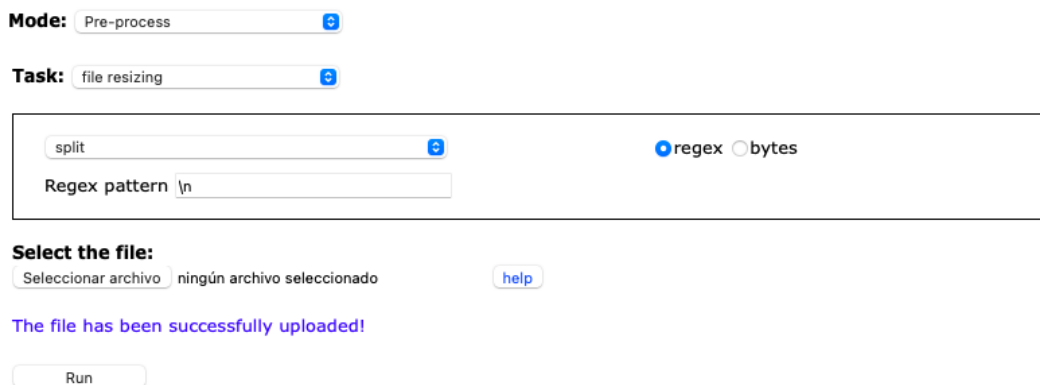 Mode: Pre-process
Task: file resizing
split regex bytes
Regex pattern \n
Select the file:
Seleccionar archivo ningún archivo seleccionado help
The file has been successfully uploaded!
Run